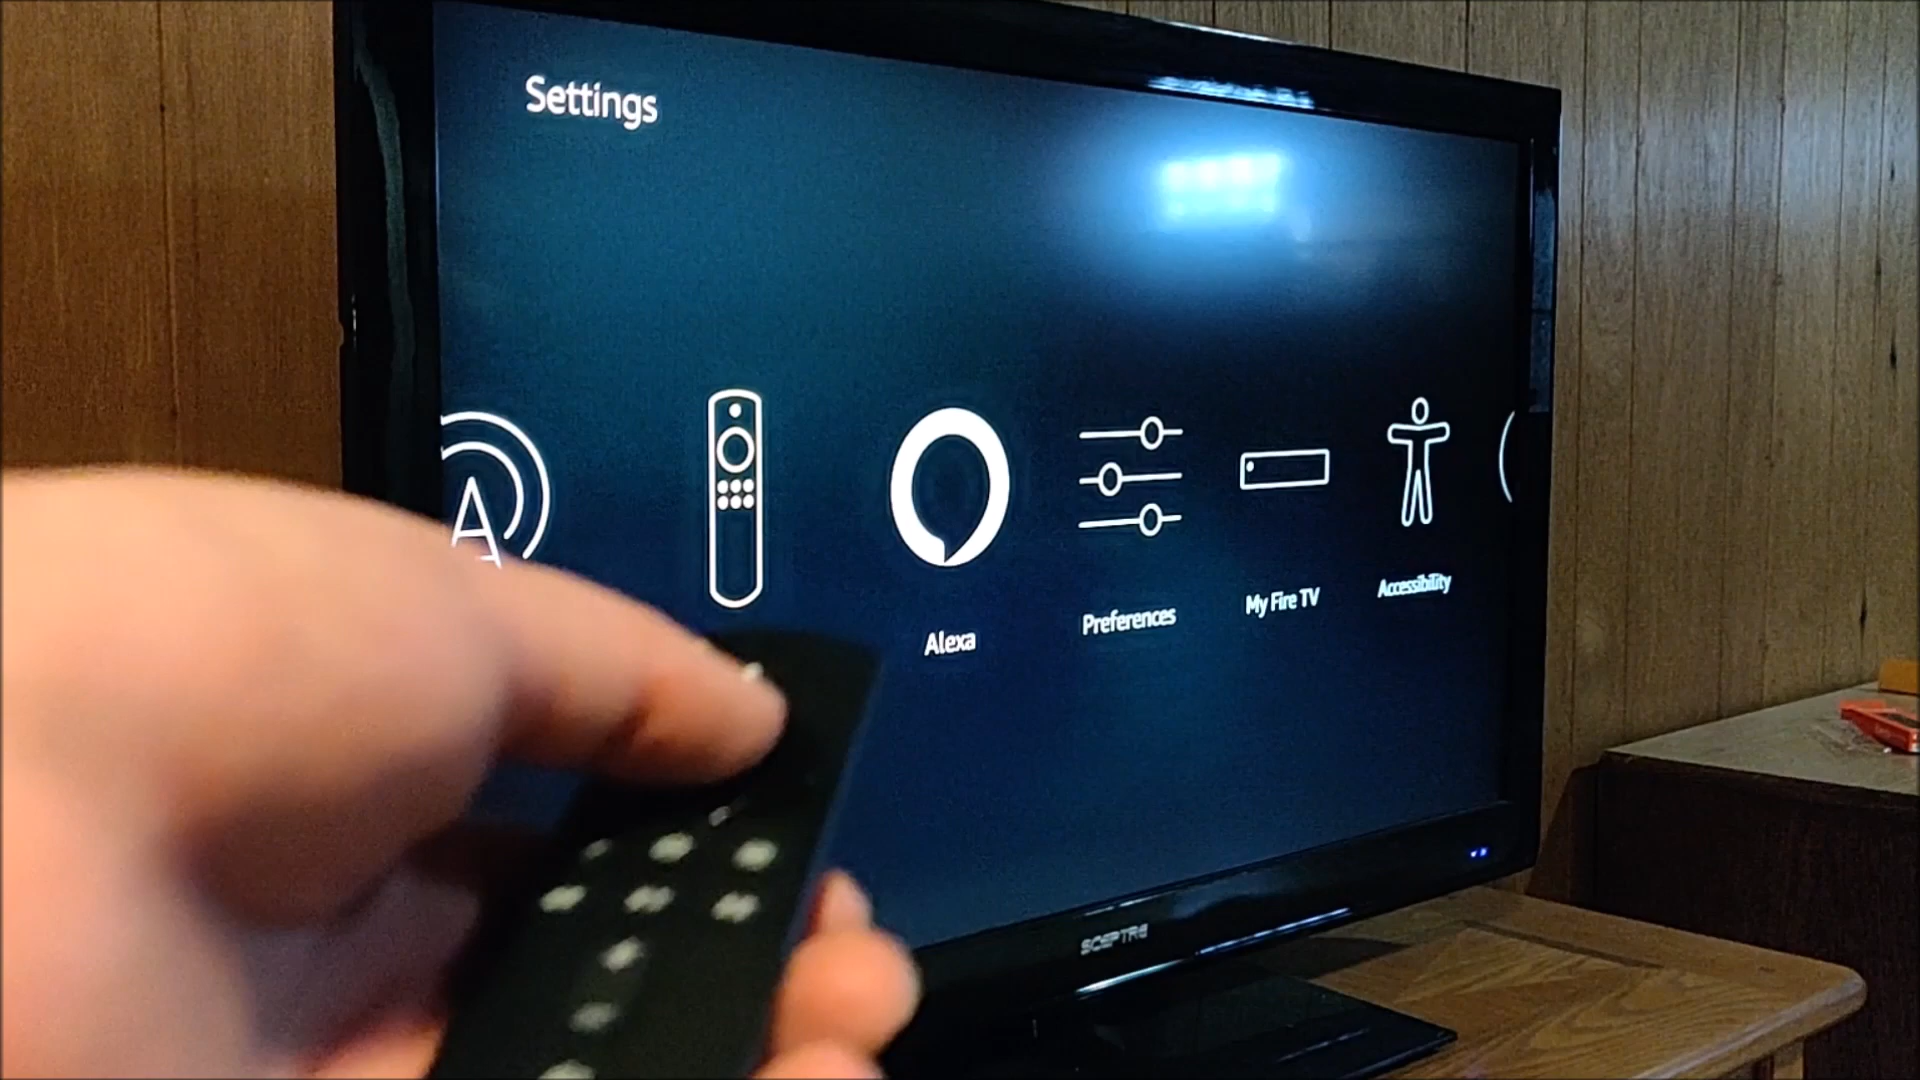 Settings
A
Alexa
Preferences
My Fire TV
Accessibility
SCEPTRE